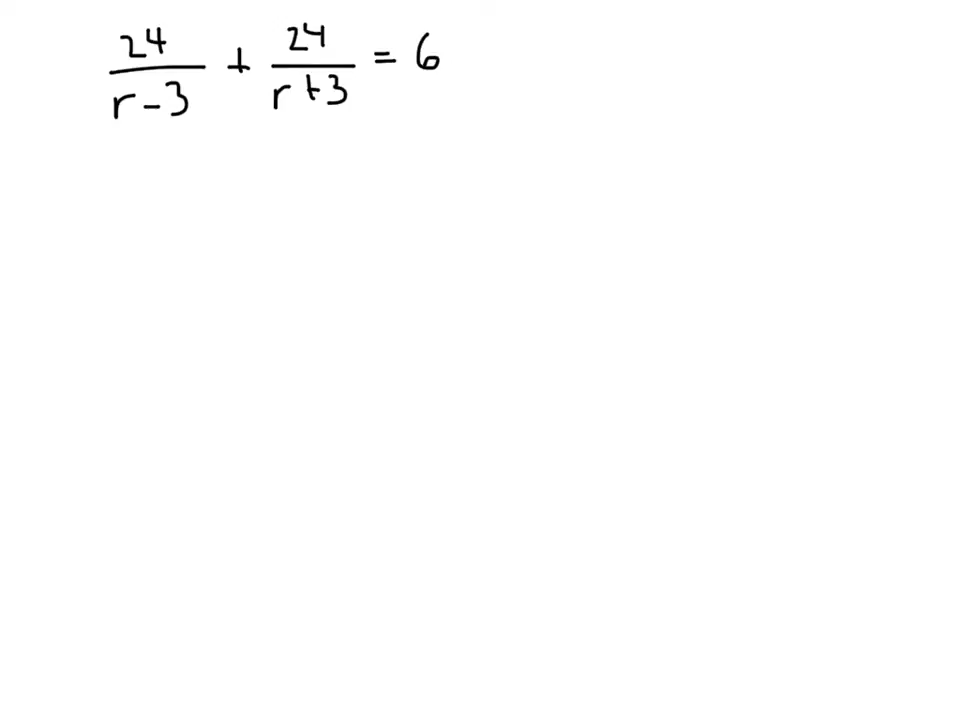 24/(r-3) + 24/(r+3) = 6